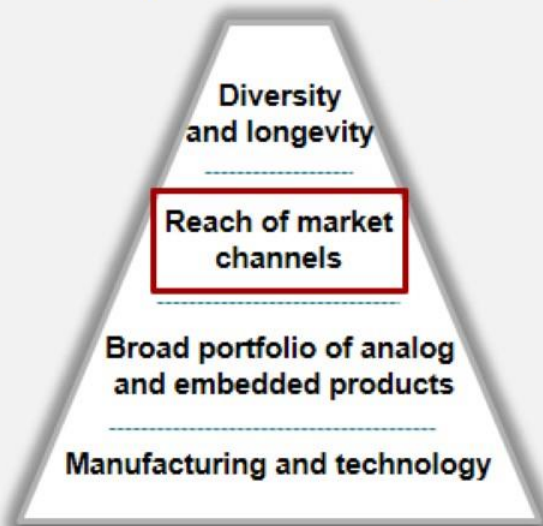 Diversity
and longevity
Reach of market
channels
Broad portfolio of analog
and embedded products
Manufacturing and technology